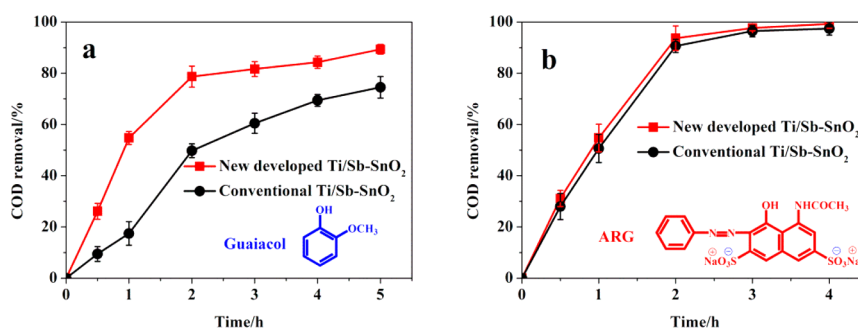 a
COD removal/%
100
80
60
40
20
0
New developed Ti/Sb-SnO₂
Conventional Ti/Sb-SnO₂
Guaiacol
OH
OCH₃
0 1 2 3 4 5
Time/h
b
COD removal/%
100
80
60
40
20
0
New developed Ti/Sb-SnO₂
Conventional Ti/Sb-SnO₂
ARG
OH NHCOCH₃
N=N
⊕ ⊖ ⊖ ⊕
NaO₃S SO₃Na
0 1 2 3 4
Time/h